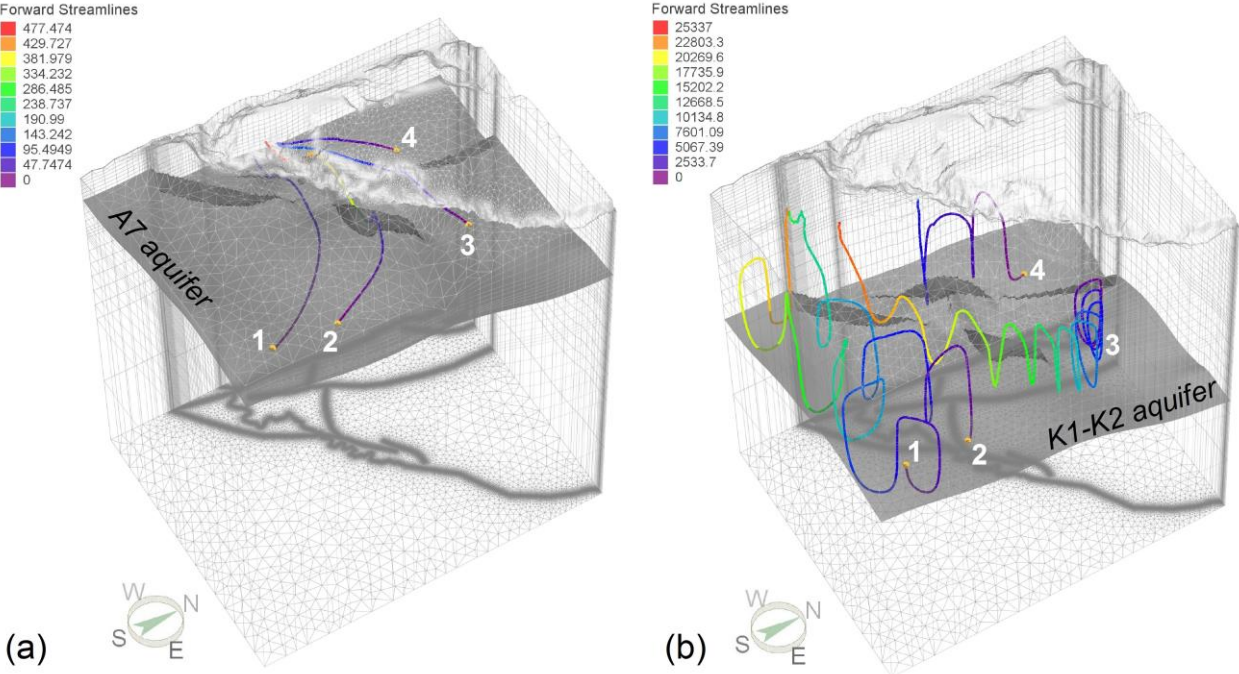 Forward Streamlines
477.474
429.727
381.979
334.232
286.485
238.737
190.99
143.242
95.4949
47.7474
0
A7 aquifer
1
2
3
4
W
N
S
E
(a)
Forward Streamlines
25337
22803.3
20269.6
17735.9
15202.2
12668.5
10134.8
7601.09
5067.39
2533.7
0
K1-K2 aquifer
1
2
3
4
W
N
S
E
(b)